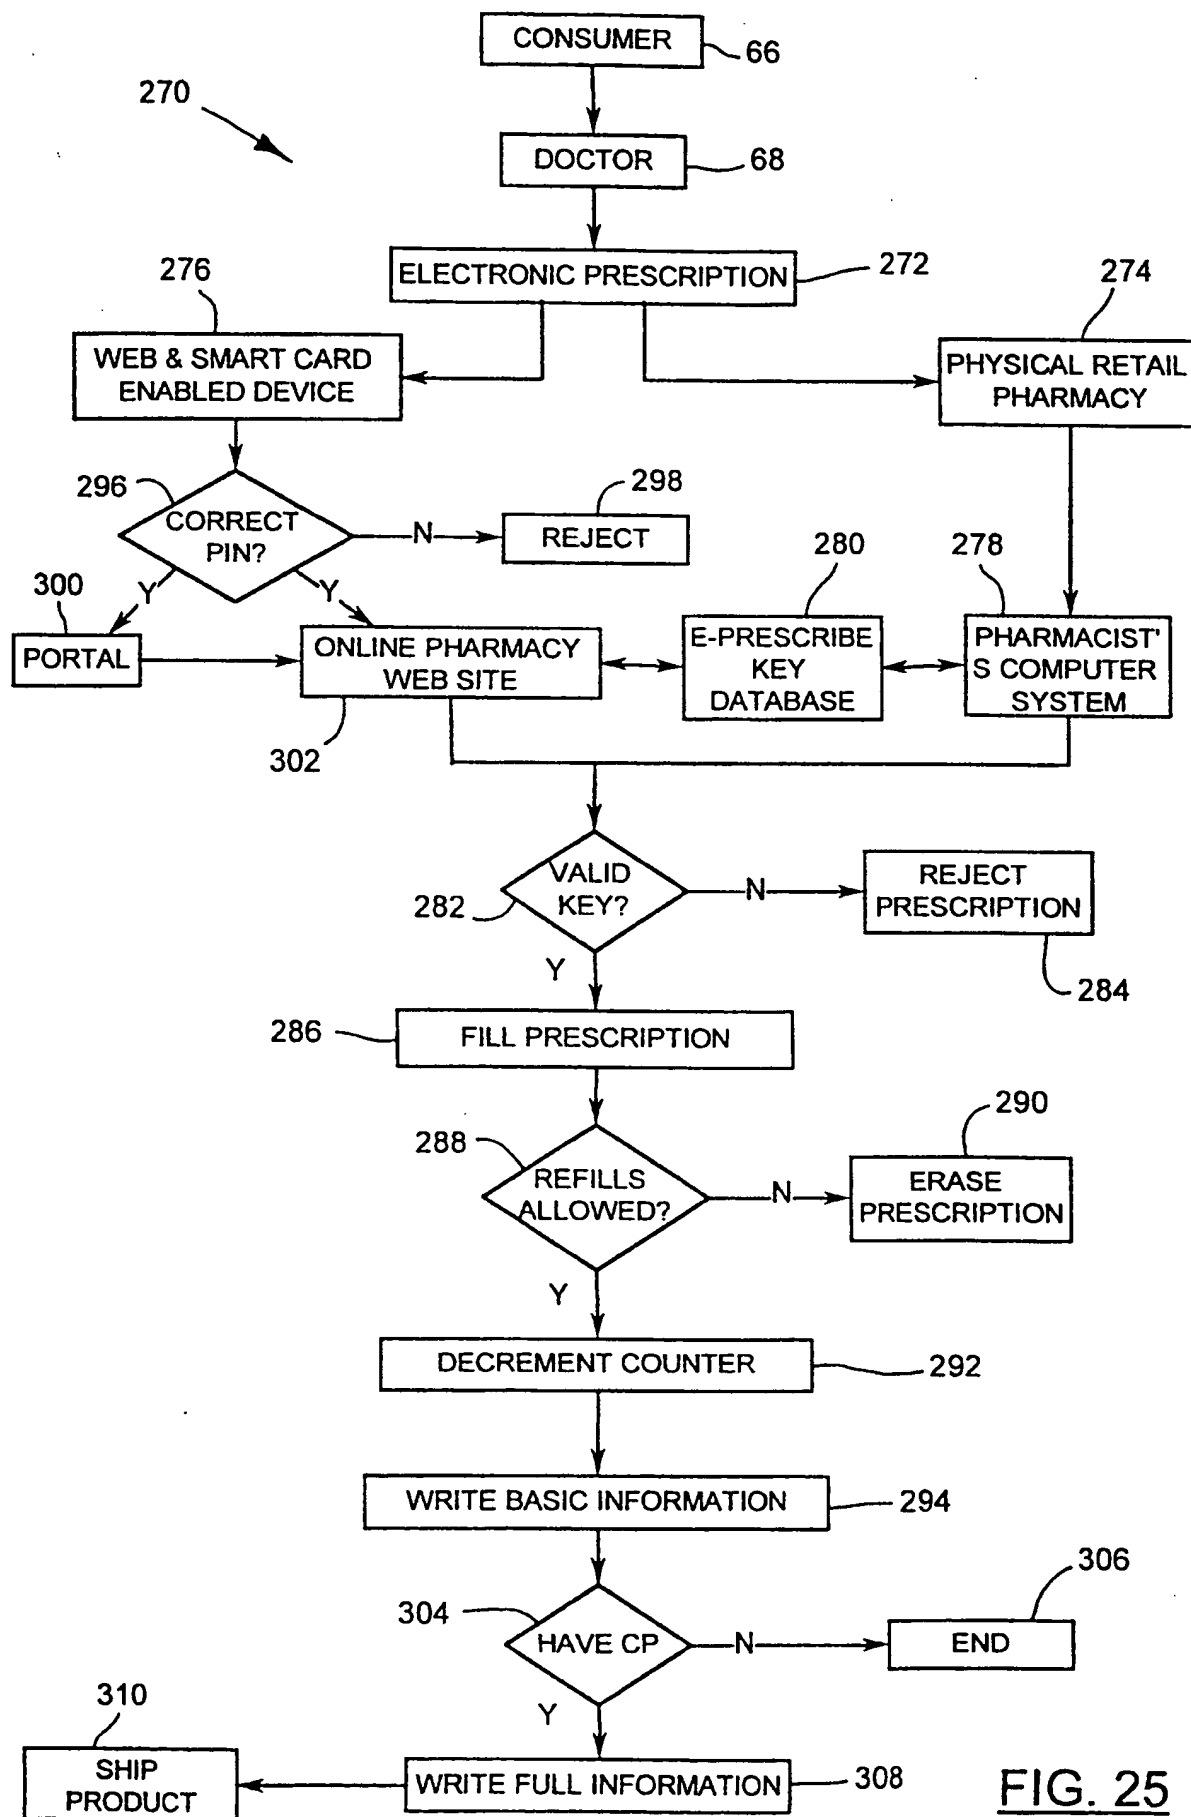 CONSUMER
66
270
DOCTOR
68
ELECTRONIC PRESCRIPTION
272
276
274
WEB & SMART CARD
ENABLED DEVICE
PHYSICAL RETAIL
PHARMACY
296
CORRECT
PIN?
N
298
REJECT
280
278
Y
Y
300
PORTAL
ONLINE PHARMACY
WEB SITE
302
E-PRESCRIBE
KEY
DATABASE
PHARMACIST'
S COMPUTER
SYSTEM
VALID
KEY?
282
N
REJECT
PRESCRIPTION
284
Y
286
FILL PRESCRIPTION
288
REFILLS
ALLOWED?
N
290
ERASE
PRESCRIPTION
Y
DECREMENT COUNTER
292
WRITE BASIC INFORMATION
294
304
HAVE CP
N
306
END
Y
310
SHIP
PRODUCT
WRITE FULL INFORMATION
308
FIG. 25